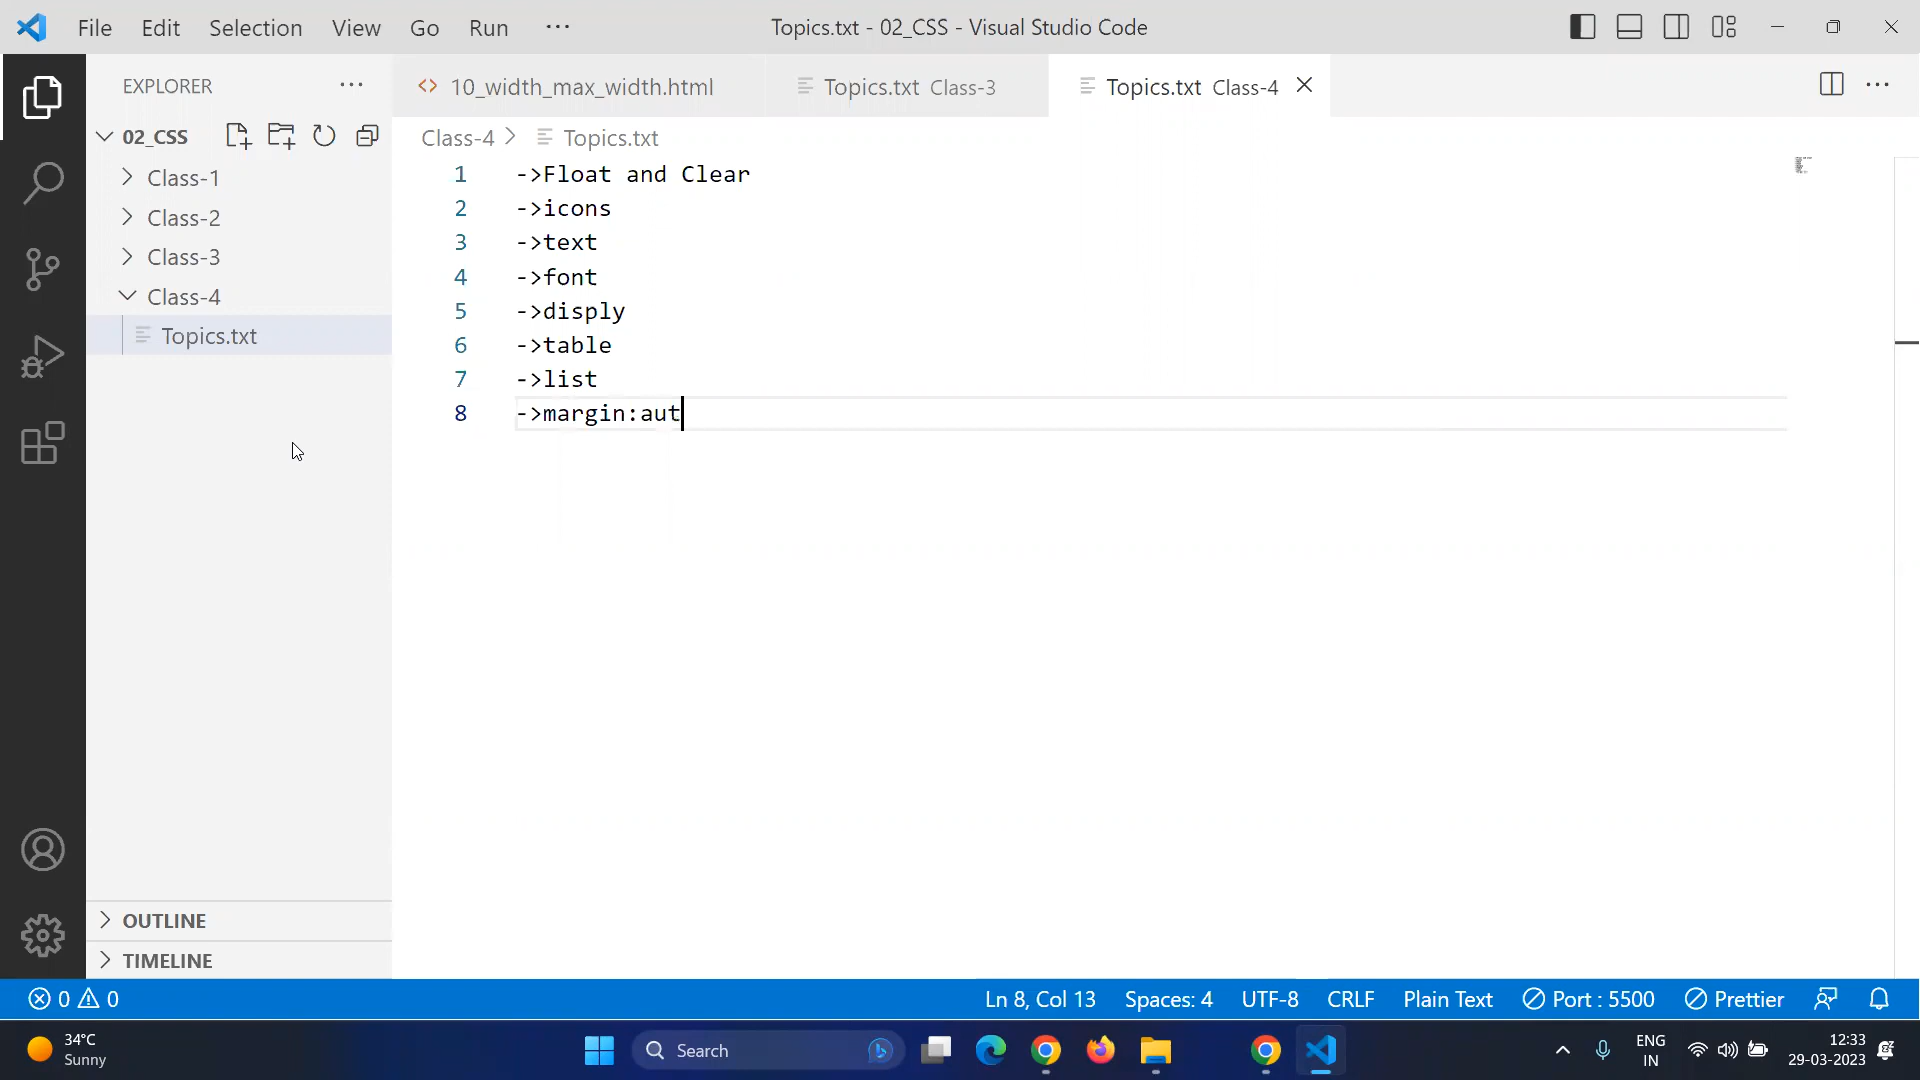 File Edit Selection View Go Run ··· Topics.txt - 02_CSS - Visual Studio Code
EXPLORER ···
<> 10_width_max_width.html Topics.txt Class-3 Topics.txt Class-4
02_CSS
Class-1
Class-2
Class-3
Class-4
Topics.txt
OUTLINE
TIMELINE
Class-4 > Topics.txt
1 ->Float and Clear
2 ->icons
3 ->text
4 ->font
5 ->disply
6 ->table
7 ->list
8 ->margin:aut
0 0 Ln 8, Col 13 Spaces: 4 UTF-8 CRLF Plain Text Port : 5500 Prettier
34°C
Sunny
Search
ENG
IN
12:33
29-03-2023